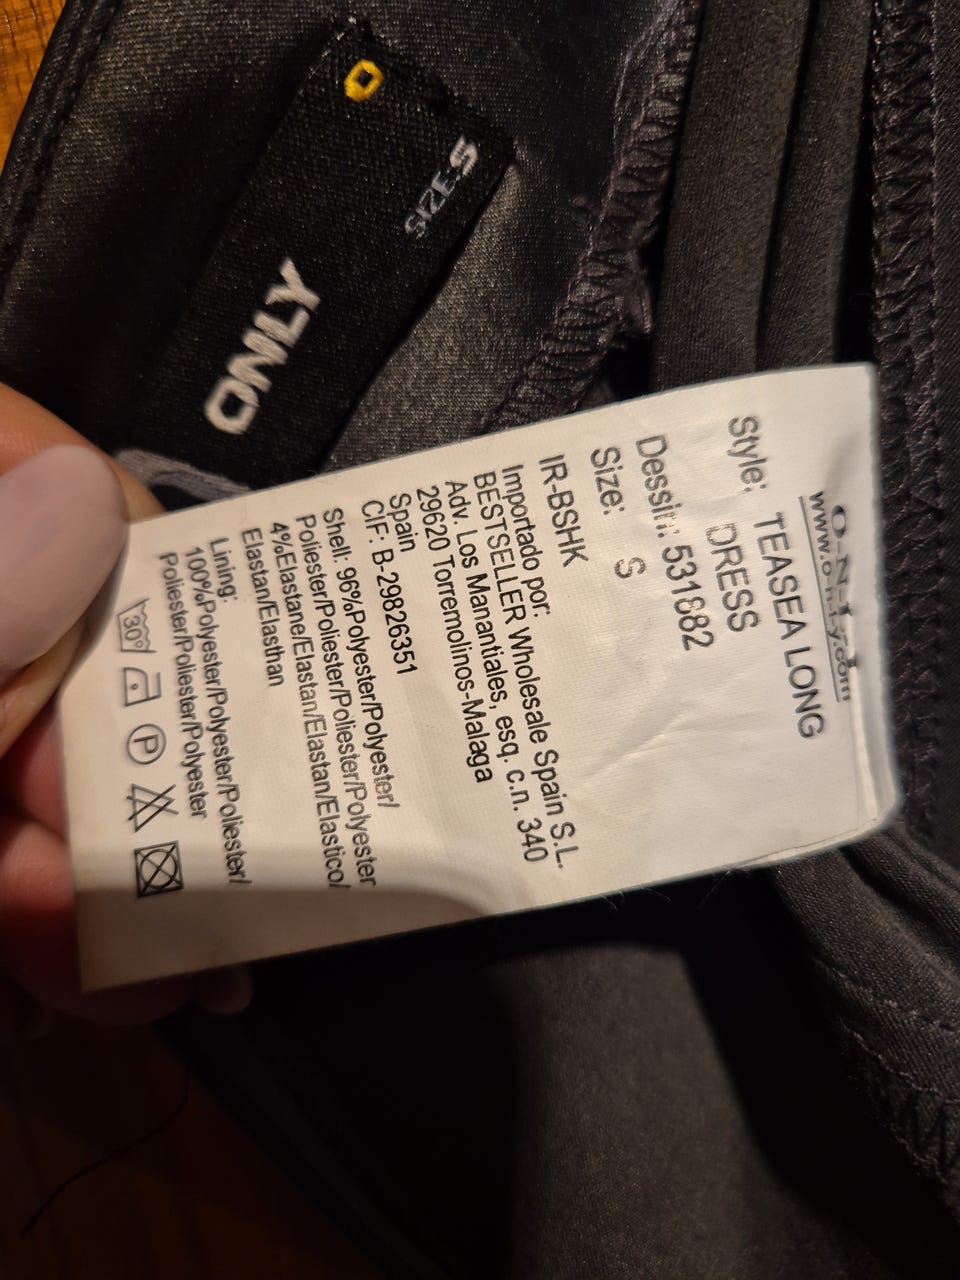 ONLY
SIZE S
O-N-L-Y
www.o-n-l-y.com
Style: TEASEA LONG
DRESS
Dessin: 531682
Size: S
IR-BSHK
Importado por:
BESTSELLER Wholesale Spain S.L.
Adv. Los Manantiales, esq. c.n. 340
29620 Torremolinos-Malaga
Spain
CIF: B-29826351
Shell: 96%Polyester/Polyester/
Poliester/Poliester/Poliester/Polyester
4%Elastane/Elastan/Elastan/Elastico/
Elastan/Elasthan
Lining:
100%Polyester/Polyester/Poliester/
Poliester/Poliester/Polyester
30°
P